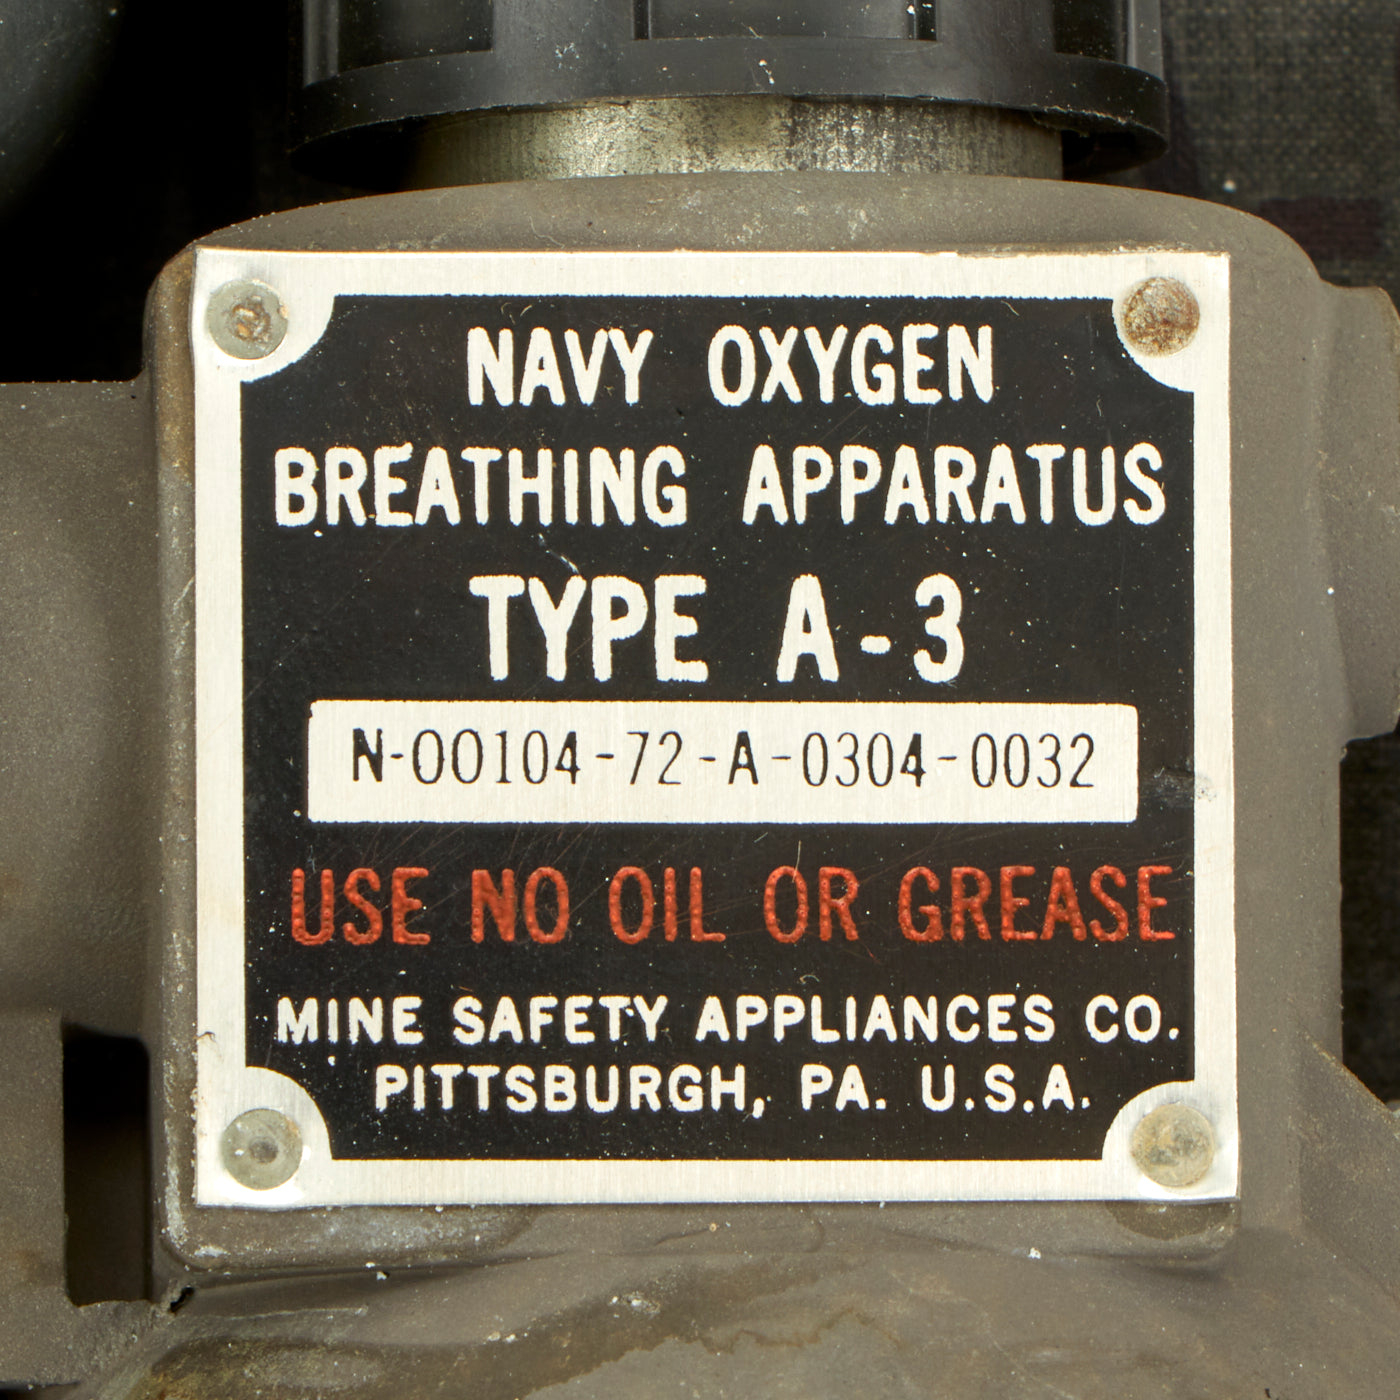 NAVY OXYGEN
BREATHING APPARATUS
TYPE A-3
N-00104-72-A-0304-0032
USE NO OIL OR GREASE
MINE SAFETY APPLIANCES CO.
PITTSBURGH, PA. U.S.A.